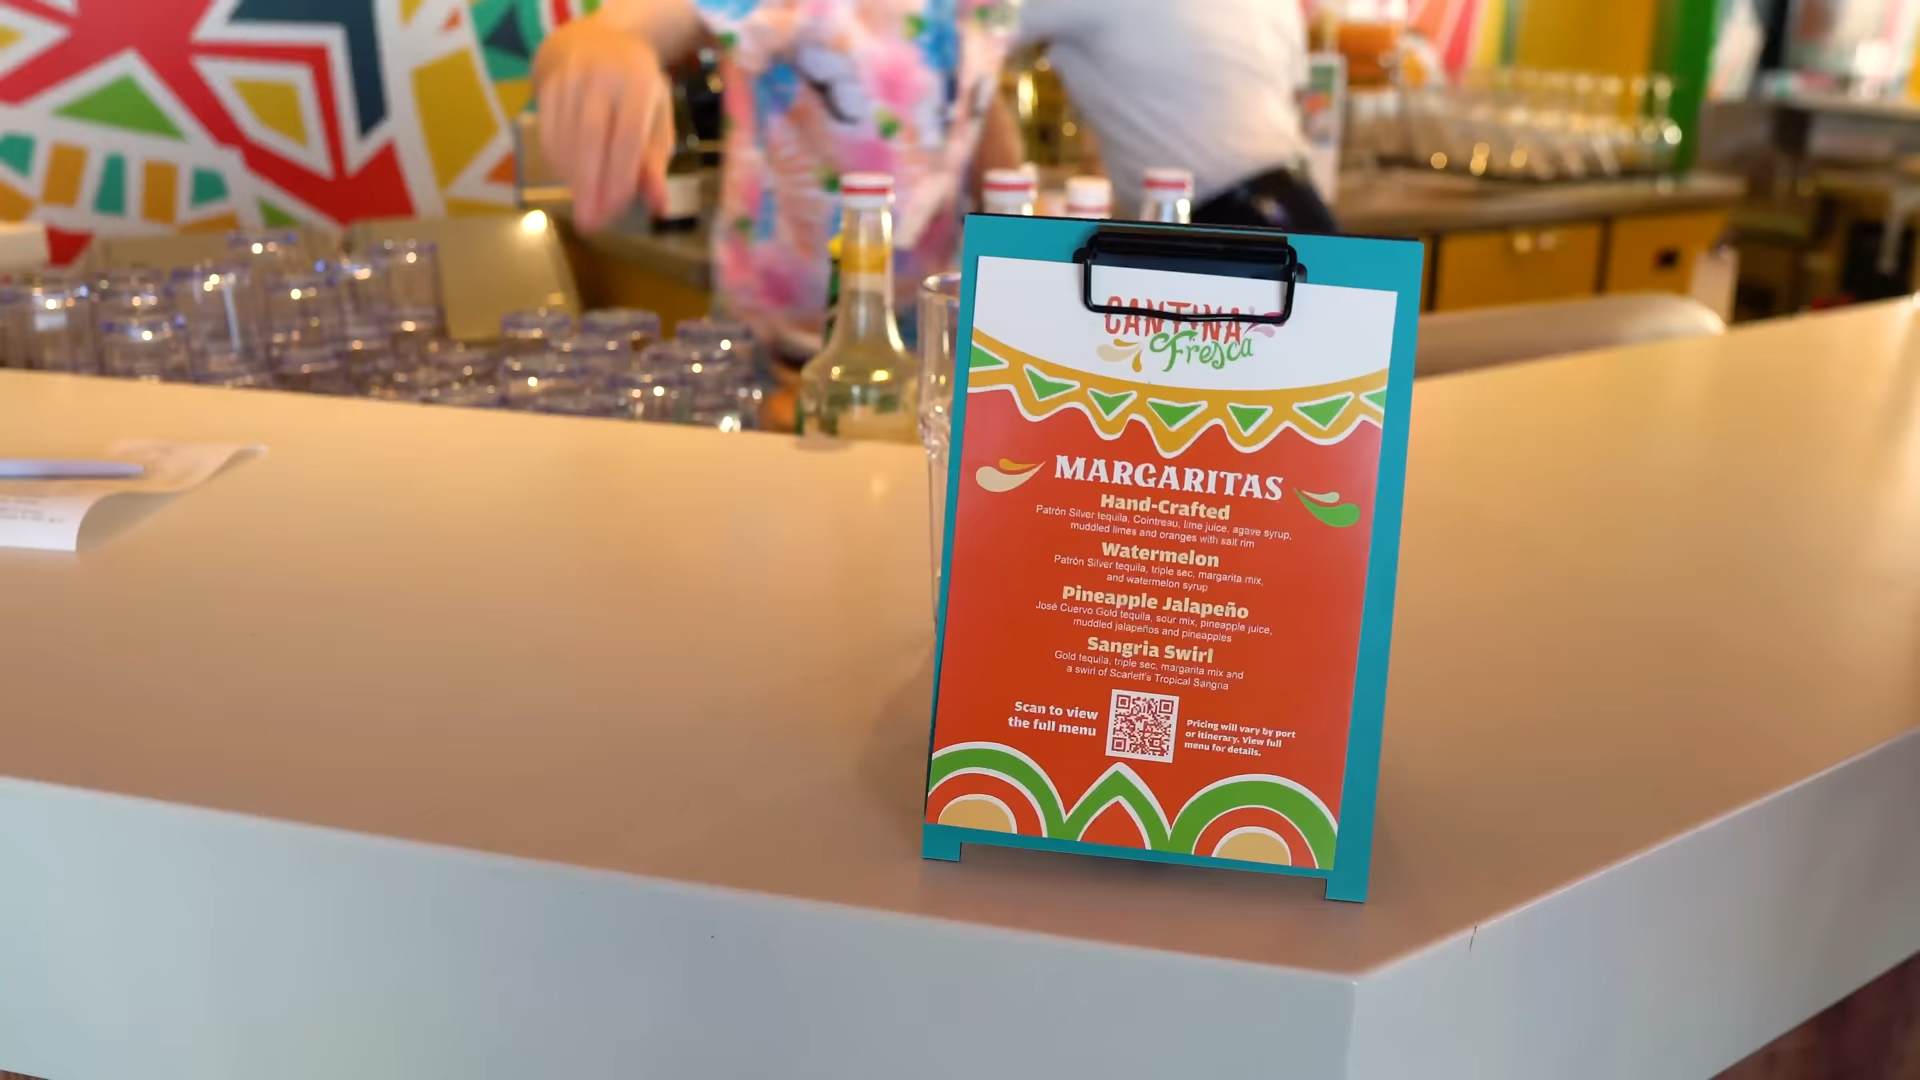 CANTINA
Fresca
MARGARITAS
Hand-Crafted
Patrón Silver tequila, Cointreau, lime juice, agave syrup,
muddled limes and oranges with salt rim
Watermelon
Patrón Silver tequila, triple sec, margarita mix,
and watermelon syrup
Pineapple Jalapeño
José Cuervo Gold tequila, sour mix, pineapple juice,
muddled jalapeños and pineapples
Sangria Swirl
Gold tequila, triple sec, margarita mix and
a swirl of Scarlett's Tropical Sangria
Scan to view
the full menu
Pricing will vary by port
or itinerary. View full
menu for details.